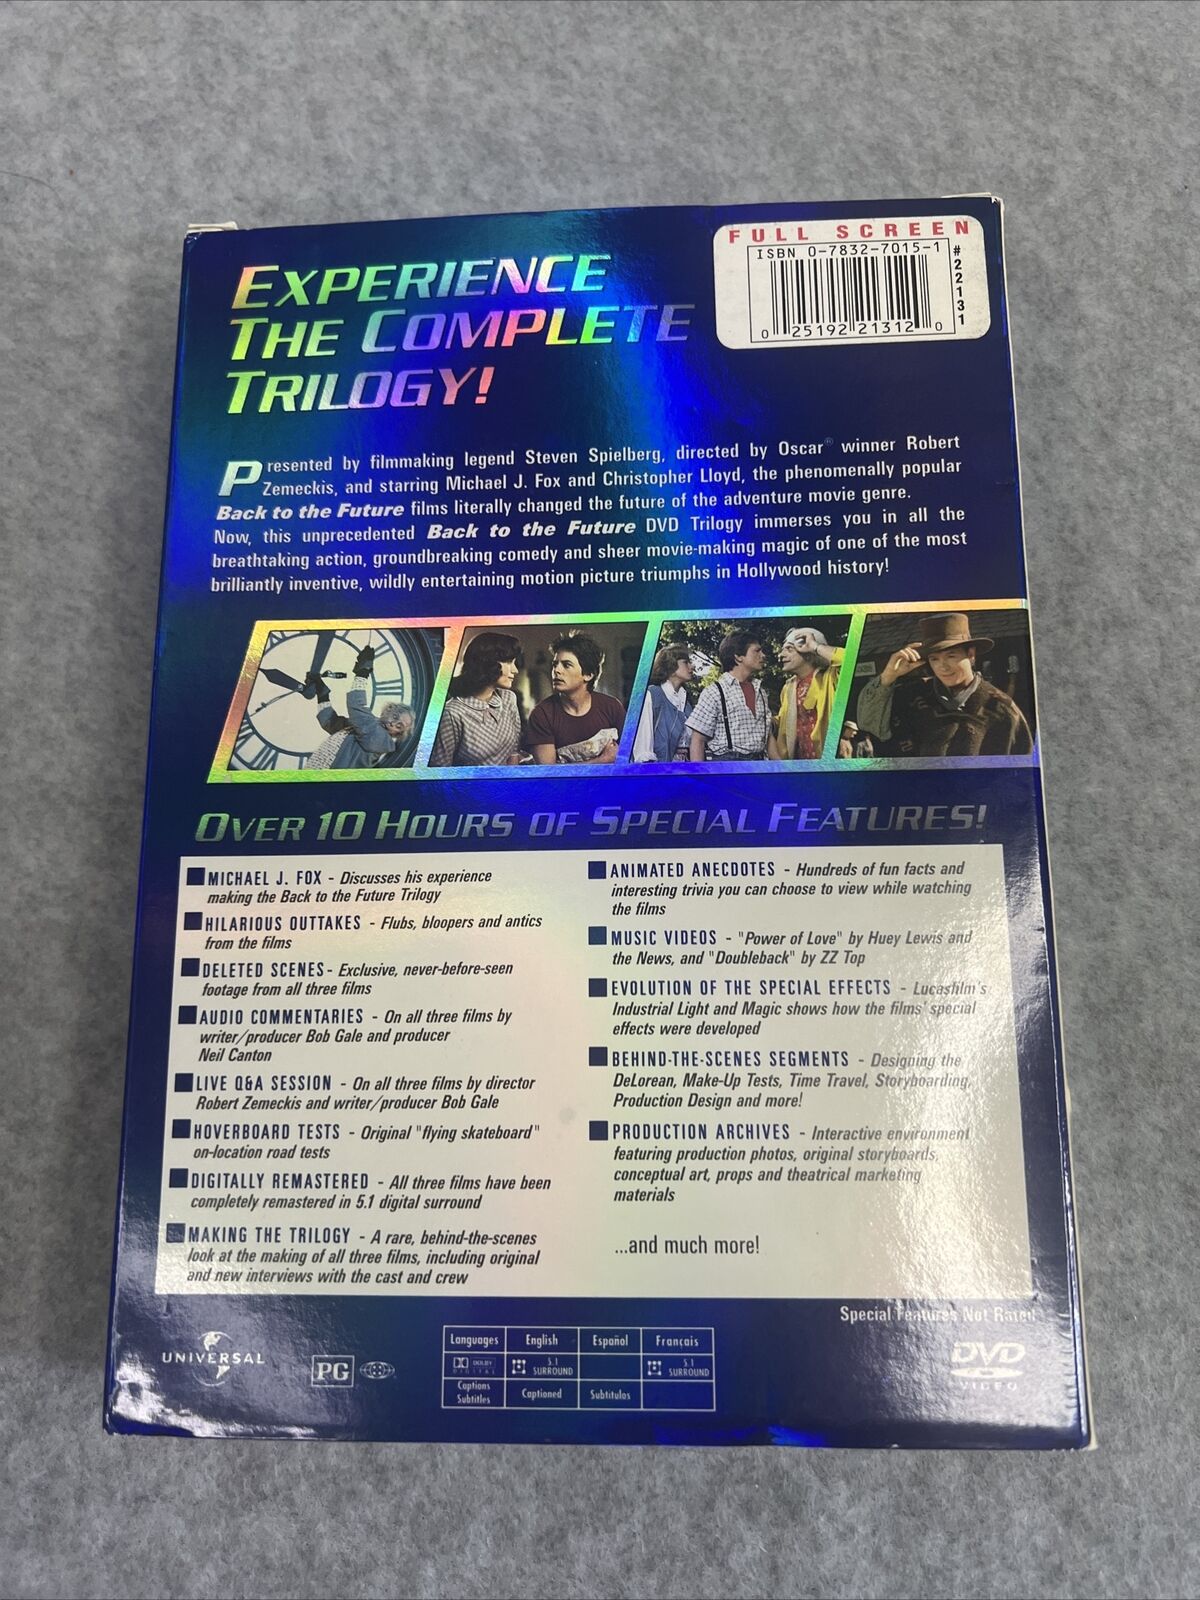 EXPERIENCE
THE COMPLETE
TRILOGY!
FULL SCREEN
ISBN 0-7832-7015-1
#22131
0 25192 21312 0
Presented by filmmaking legend Steven Spielberg, directed by Oscar® winner Robert
Zemeckis, and starring Michael J. Fox and Christopher Lloyd, the phenomenally popular
Back to the Future films literally changed the future of the adventure movie genre.
Now, this unprecedented Back to the Future DVD Trilogy immerses you in all the
breathtaking action, groundbreaking comedy and sheer movie-making magic of one of the most
brilliantly inventive, wildly entertaining motion picture triumphs in Hollywood history!
OVER 10 HOURS OF SPECIAL FEATURES!
MICHAEL J. FOX - Discusses his experience
making the Back to the Future Trilogy
HILARIOUS OUTTAKES - Flubs, bloopers and antics
from the films
DELETED SCENES- Exclusive, never-before-seen
footage from all three films
AUDIO COMMENTARIES - On all three films by
writer/producer Bob Gale and producer
Neil Canton
LIVE Q&A SESSION - On all three films by director
Robert Zemeckis and writer/producer Bob Gale
HOVERBOARD TESTS - Original "flying skateboard"
on-location road tests
DIGITALLY REMASTERED - All three films have been
completely remastered in 5.1 digital surround
MAKING THE TRILOGY - A rare, behind-the-scenes
look at the making of all three films, including original
and new interviews with the cast and crew
ANIMATED ANECDOTES - Hundreds of fun facts and
interesting trivia you can choose to view while watching
the films
MUSIC VIDEOS - "Power of Love" by Huey Lewis and
the News, and "Doubleback" by ZZ Top
EVOLUTION OF THE SPECIAL EFFECTS - Lucasfilm's
Industrial Light and Magic shows how the films' special
effects were developed
BEHIND-THE-SCENES SEGMENTS - Designing the
DeLorean, Make-Up Tests, Time Travel, Storyboarding,
Production Design and more!
PRODUCTION ARCHIVES - Interactive environment
featuring production photos, original storyboards,
conceptual art, props and theatrical marketing
materials
...and much more!
Special Features Not Rated
UNIVERSAL
PG
Languages English Español Français
DOLBY DIGITAL 5.1 SURROUND 5.1 SURROUND
Captions Subtitles Captioned Subtitulos
DVD
VIDEO